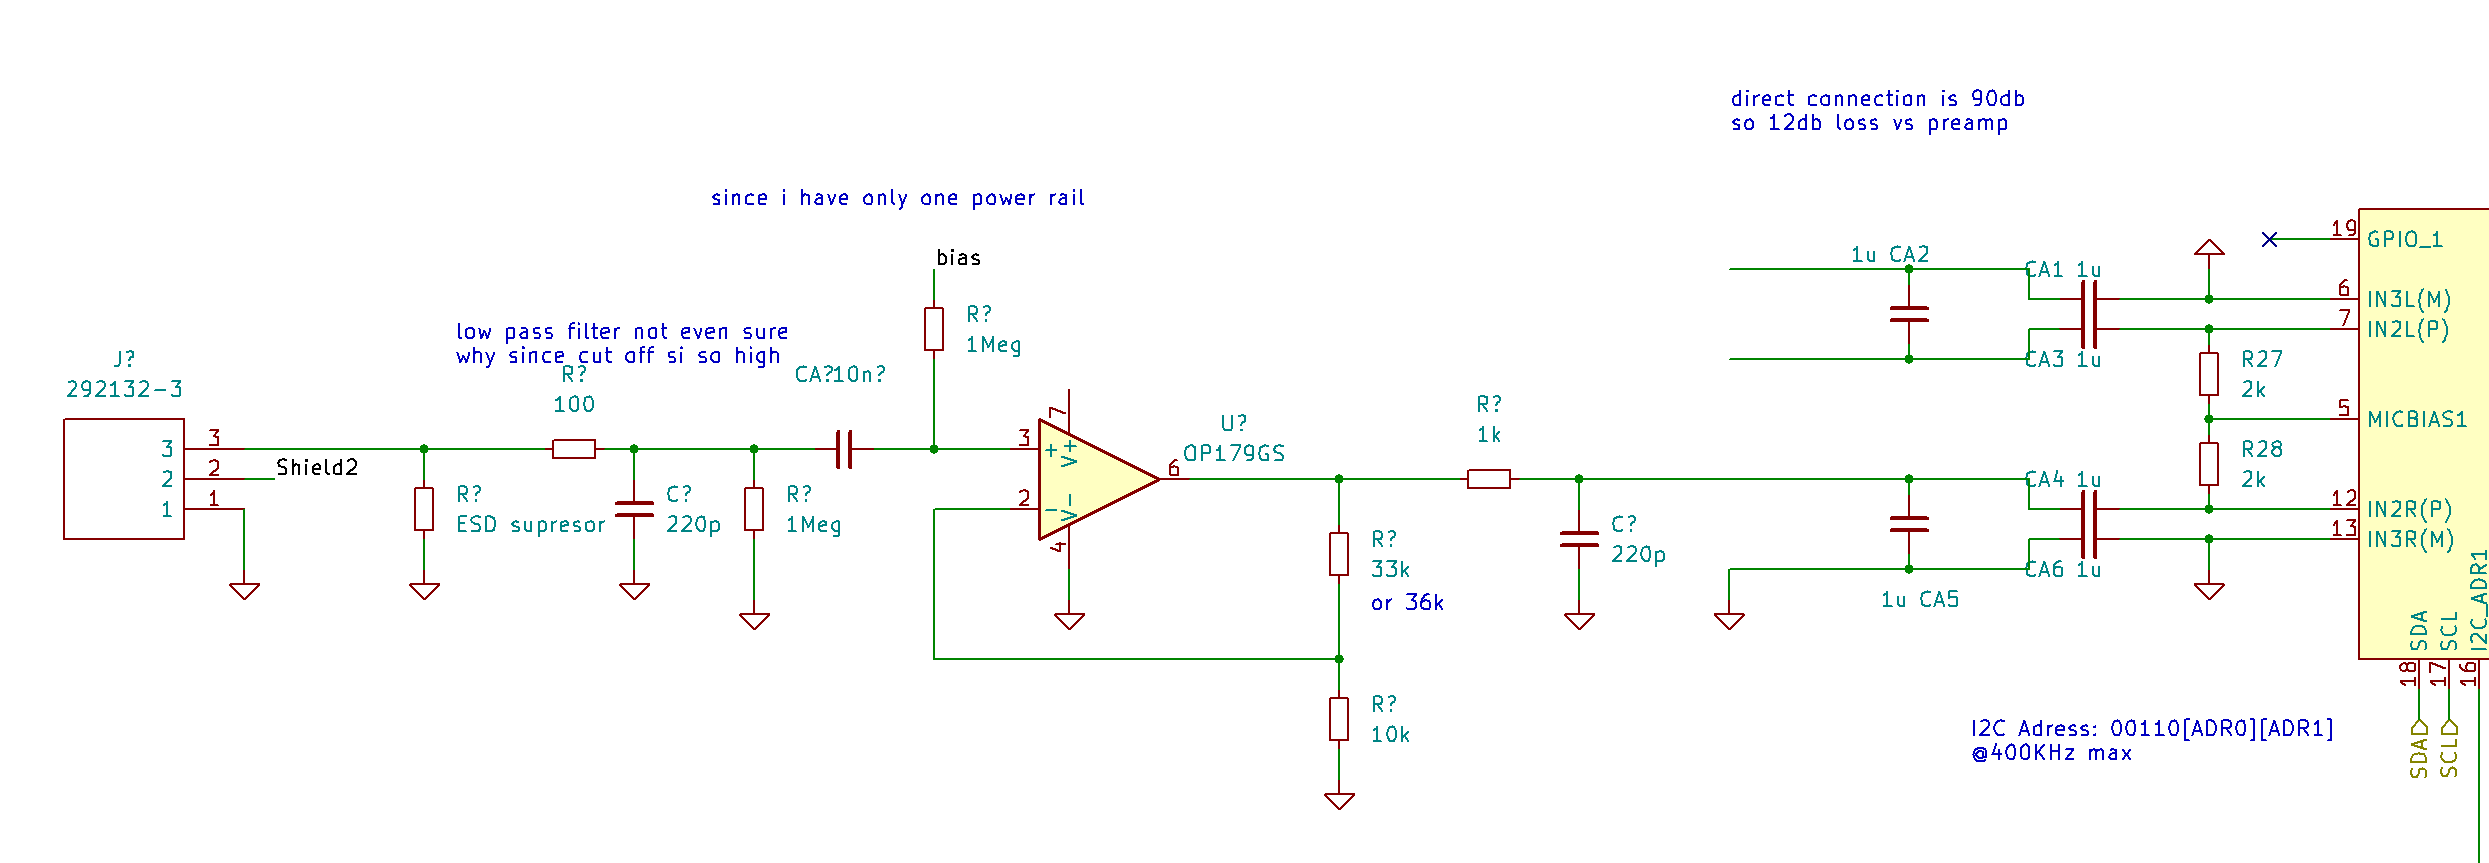 direct connection is 90db
so 12db loss vs preamp
since i have only one power rail
bias
R?
1Meg
low pass filter not even sure
why since cut off si so high
J?
292132-3
R?
100
CA?10n?
3
2
1
3
2
1
Shield2
R?
ESD supresor
C?
220p
R?
1Meg
3
2
7
4
6
+
V+
-
V-
U?
OP179GS
R?
1k
R?
33k
or 36k
R?
10k
C?
220p
1u CA2
CA1 1u
CA3 1u
CA4 1u
CA6 1u
1u CA5
R27
2k
R28
2k
19
GPIO_1
6
IN3L(M)
7
IN2L(P)
5
MICBIAS1
12
IN2R(P)
13
IN3R(M)
SDA
SCL
I2C_ADR1
18
17
16
SDA
SCL
I2C Adress: 00110[ADR0][ADR1]
@400KHz max